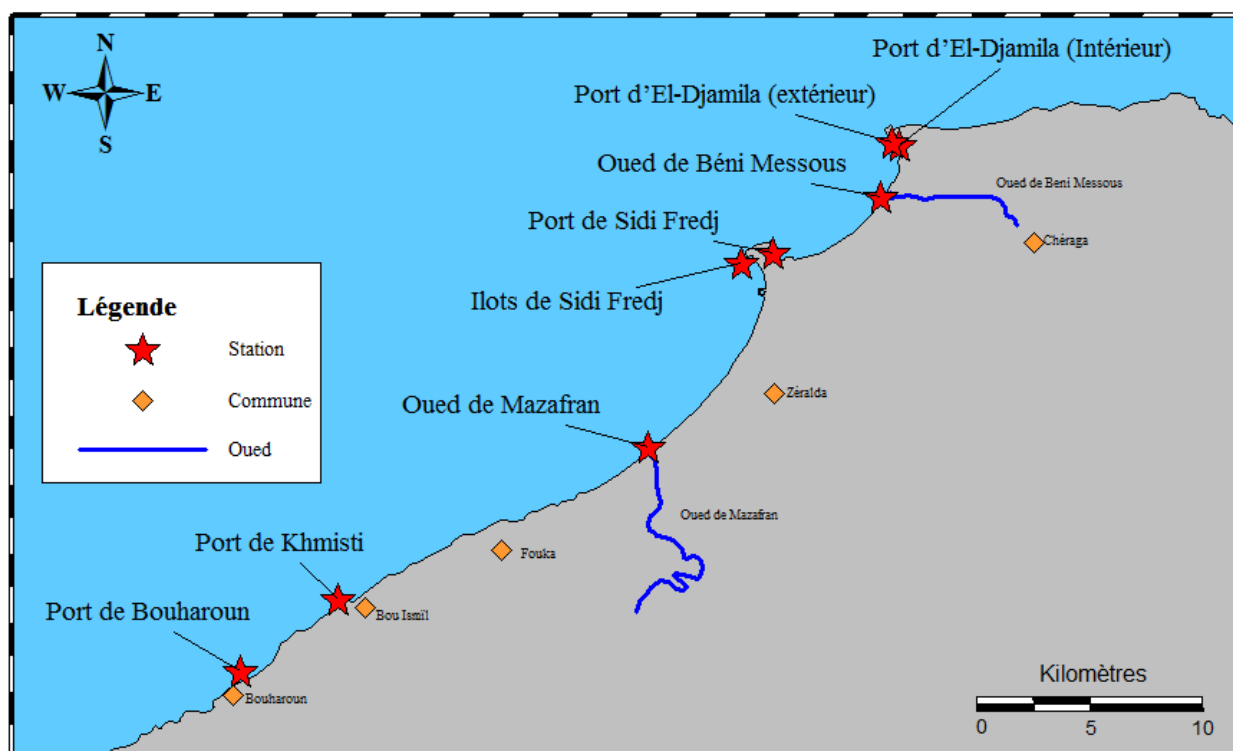 Port d’El-Djamila (Intérieur)
N
W
E
S
Port d’El-Djamila (extérieur)
Oued de Béni Messous
Oued de Beni Messous
Port de Sidi Fredj
Chéraga
Ilots de Sidi Fredj
Légende
Station
Commune
Oued
Zéralda
Oued de Mazafran
Oued de Mazafran
Port de Khmisti
Fouka
Port de Bouharoun
Bou Ismïl
Bouharoun
Kilomètres
0 5 10